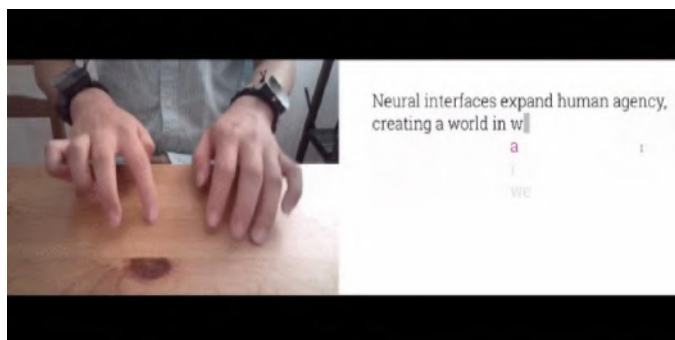 Neural interfaces expand human agency,
creating a world in w
a
i
we